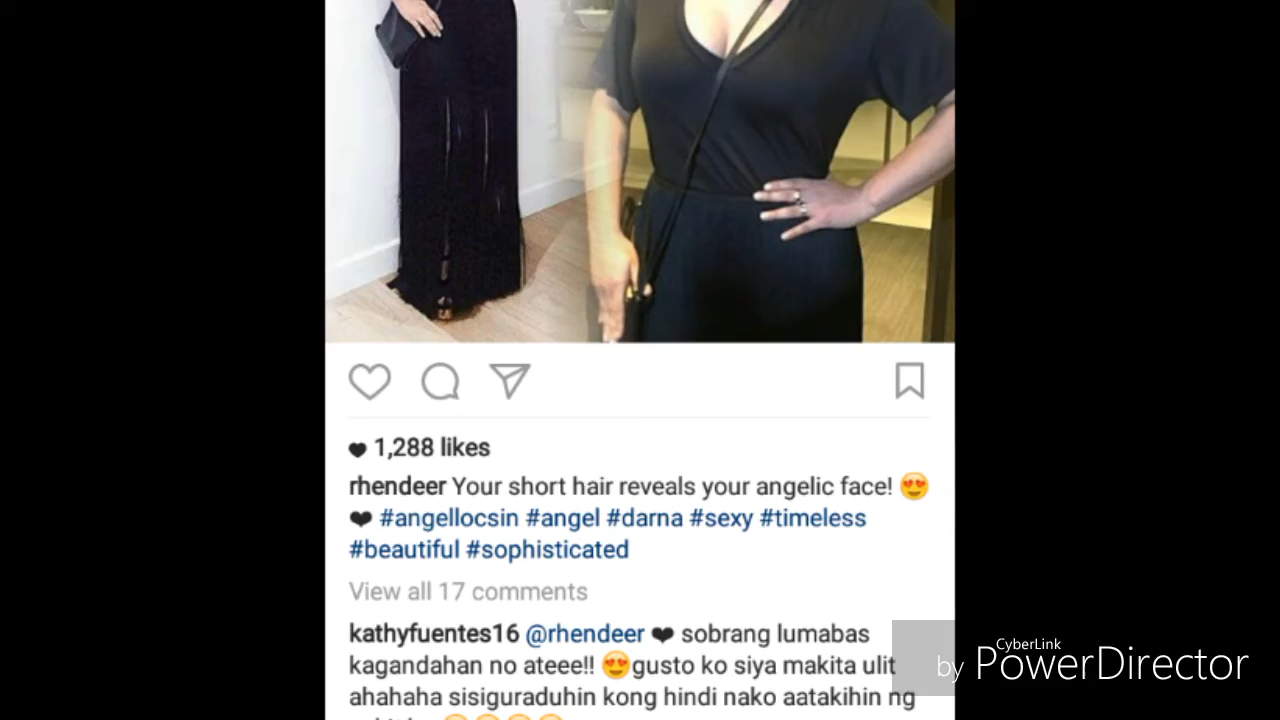 1,288 likes
rhendeer Your short hair reveals your angelic face! 😍
❤ #angellocsin #angel #darna #sexy #timeless
#beautiful #sophisticated
View all 17 comments
kathyfuentes16 @rhendeer ❤ sobrang lumabas
kagandahan no ateee!! 😍gusto ko siya makita ulit
ahahaha sisiguraduhin kong hindi nako aatakihin ng
CyberLink
by PowerDirector